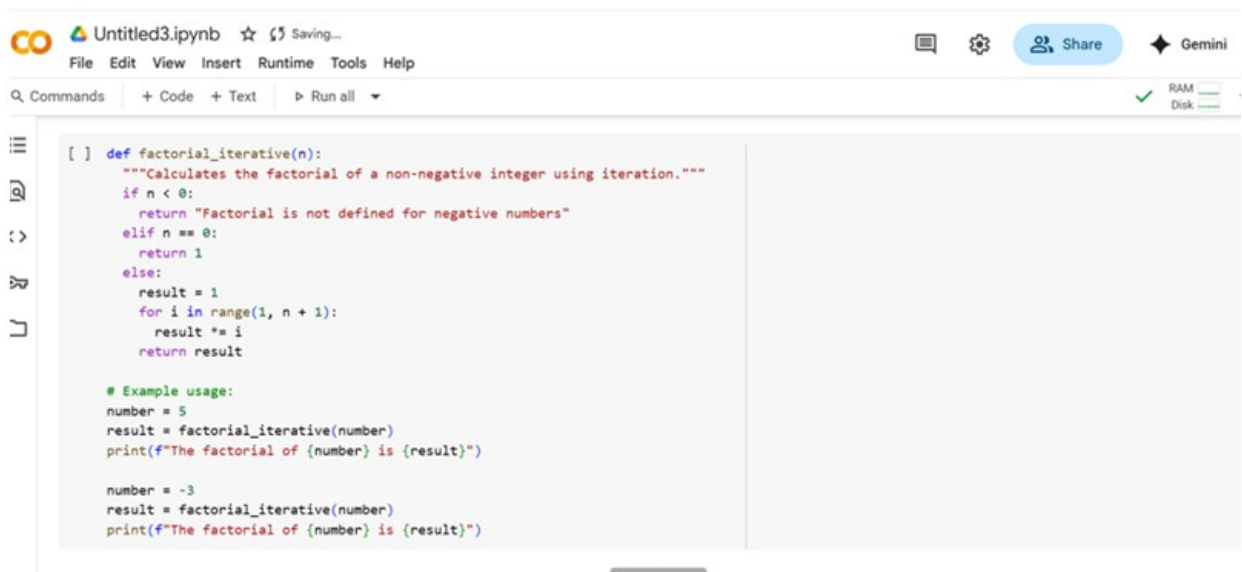 CO Untitled3.ipynb Saving...
Share Gemini
File Edit View Insert Runtime Tools Help
Commands + Code + Text Run all
RAM
Disk
[ ] def factorial_iterative(n):
"""Calculates the factorial of a non-negative integer using iteration."""
if n < 0:
return "Factorial is not defined for negative numbers"
elif n == 0:
return 1
else:
result = 1
for i in range(1, n + 1):
result *= i
return result
# Example usage:
number = 5
result = factorial_iterative(number)
print(f"The factorial of {number} is {result}")
number = -3
result = factorial_iterative(number)
print(f"The factorial of {number} is {result}")